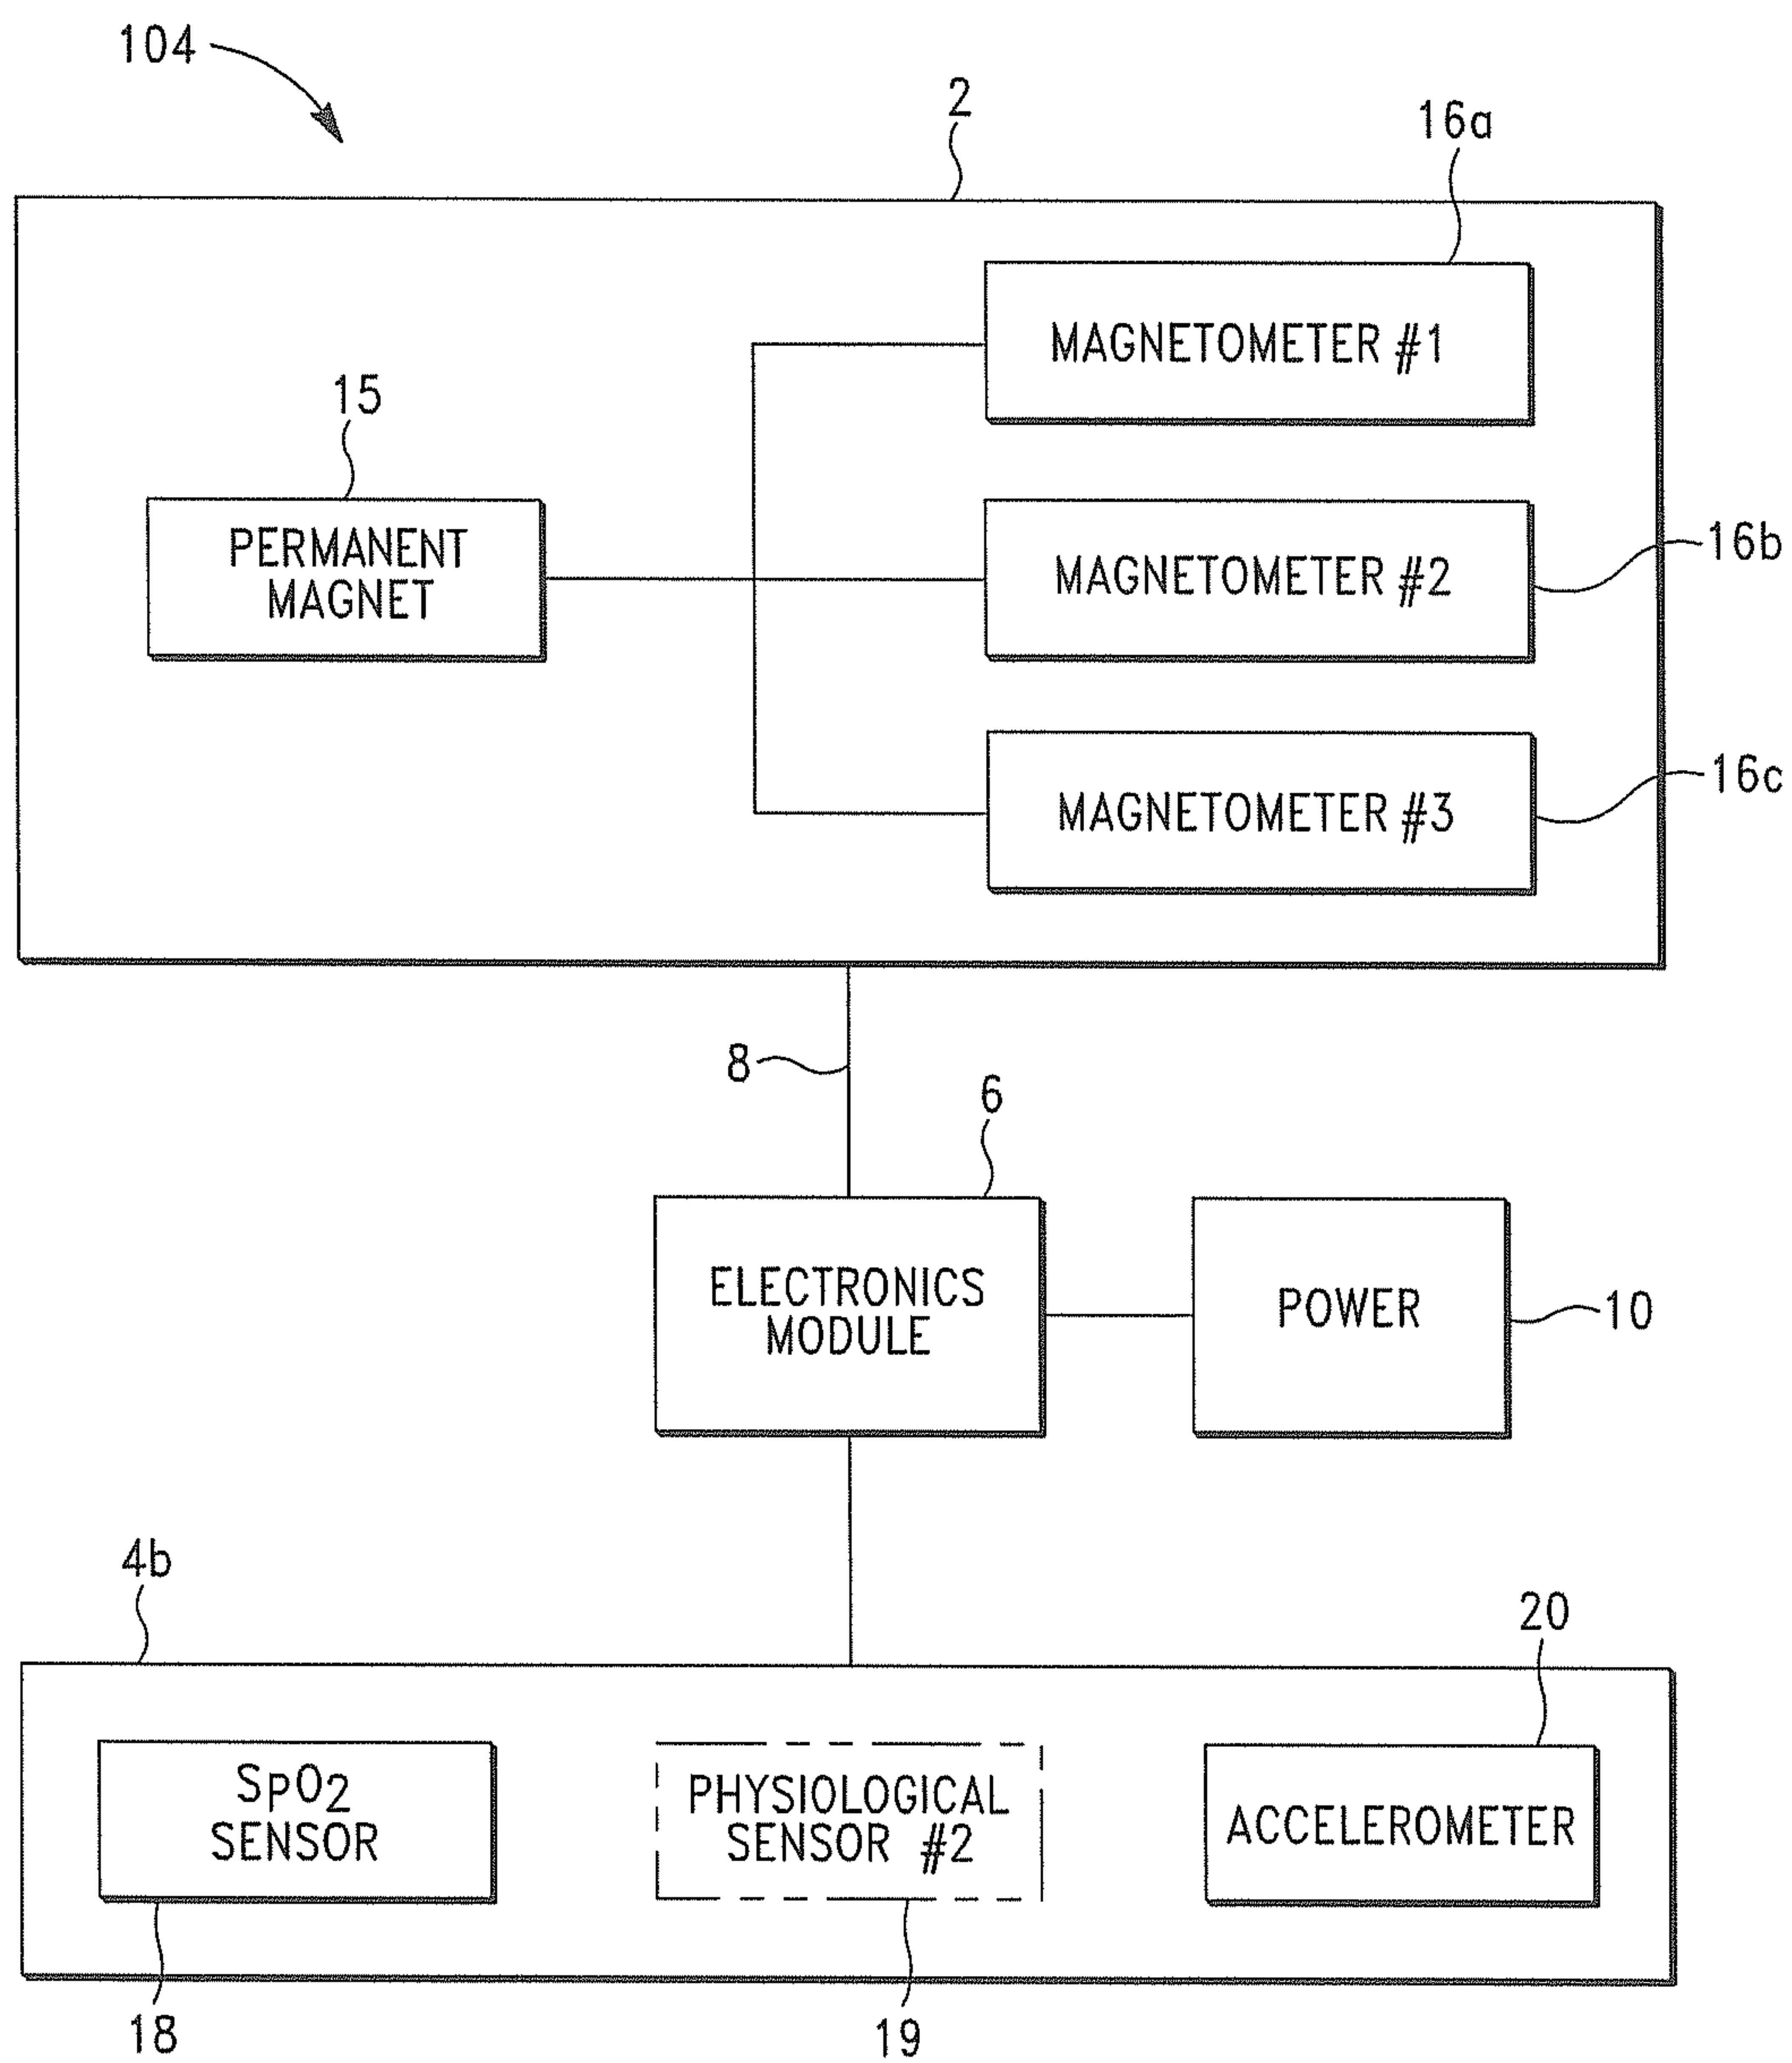 104
2
16a
MAGNETOMETER #1
15
PERMANENT
MAGNET
MAGNETOMETER #2
16b
MAGNETOMETER #3
16c
8
6
ELECTRONICS
MODULE
POWER
10
4b
20
SpO2
SENSOR
PHYSIOLOGICAL
SENSOR #2
ACCELEROMETER
18
19